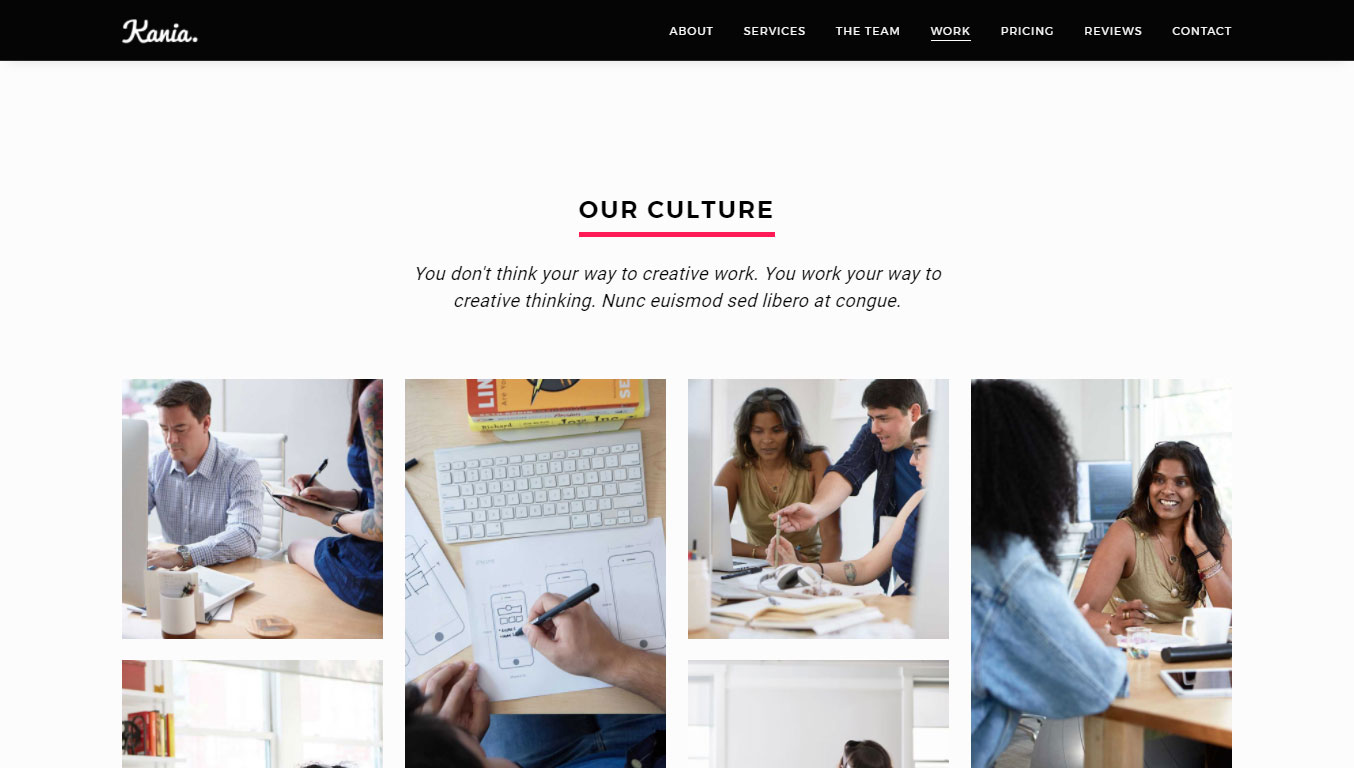 Kania.
ABOUT SERVICES THE TEAM WORK PRICING REVIEWS CONTACT
OUR CULTURE
You don't think your way to creative work. You work your way to
creative thinking. Nunc euismod sed libero at congue.